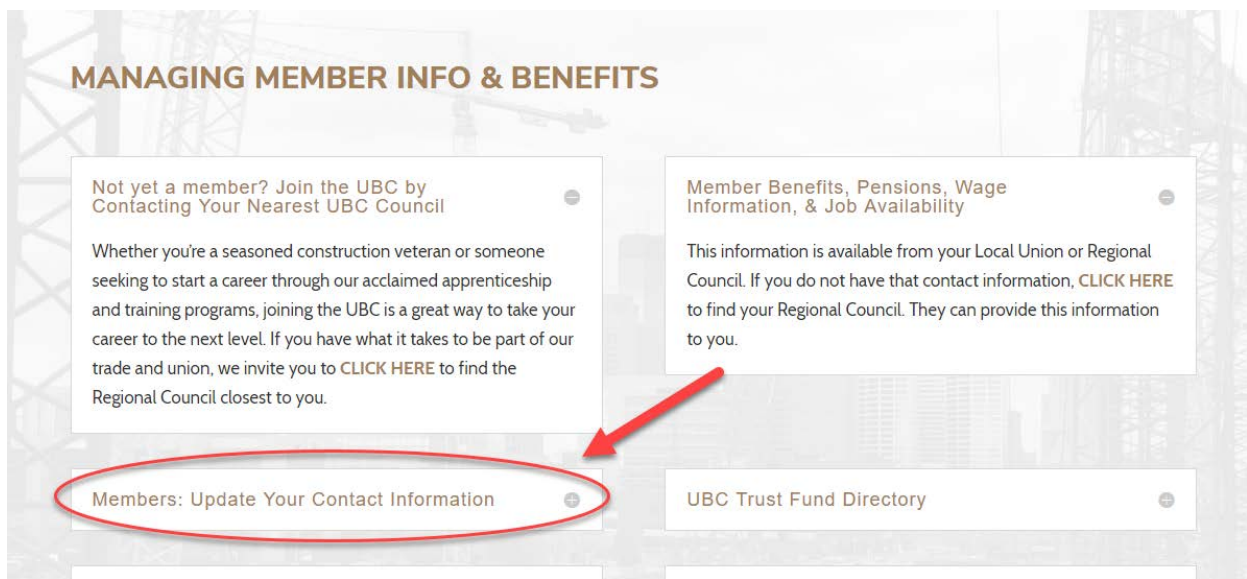 MANAGING MEMBER INFO & BENEFITS
Not yet a member? Join the UBC by
Contacting Your Nearest UBC Council
Whether you're a seasoned construction veteran or someone
seeking to start a career through our acclaimed apprenticeship
and training programs, joining the UBC is a great way to take your
career to the next level. If you have what it takes to be part of our
trade and union, we invite you to CLICK HERE to find the
Regional Council closest to you.
Member Benefits, Pensions, Wage
Information, & Job Availability
This information is available from your Local Union or Regional
Council. If you do not have that contact information, CLICK HERE
to find your Regional Council. They can provide this information
to you.
Members: Update Your Contact Information
UBC Trust Fund Directory